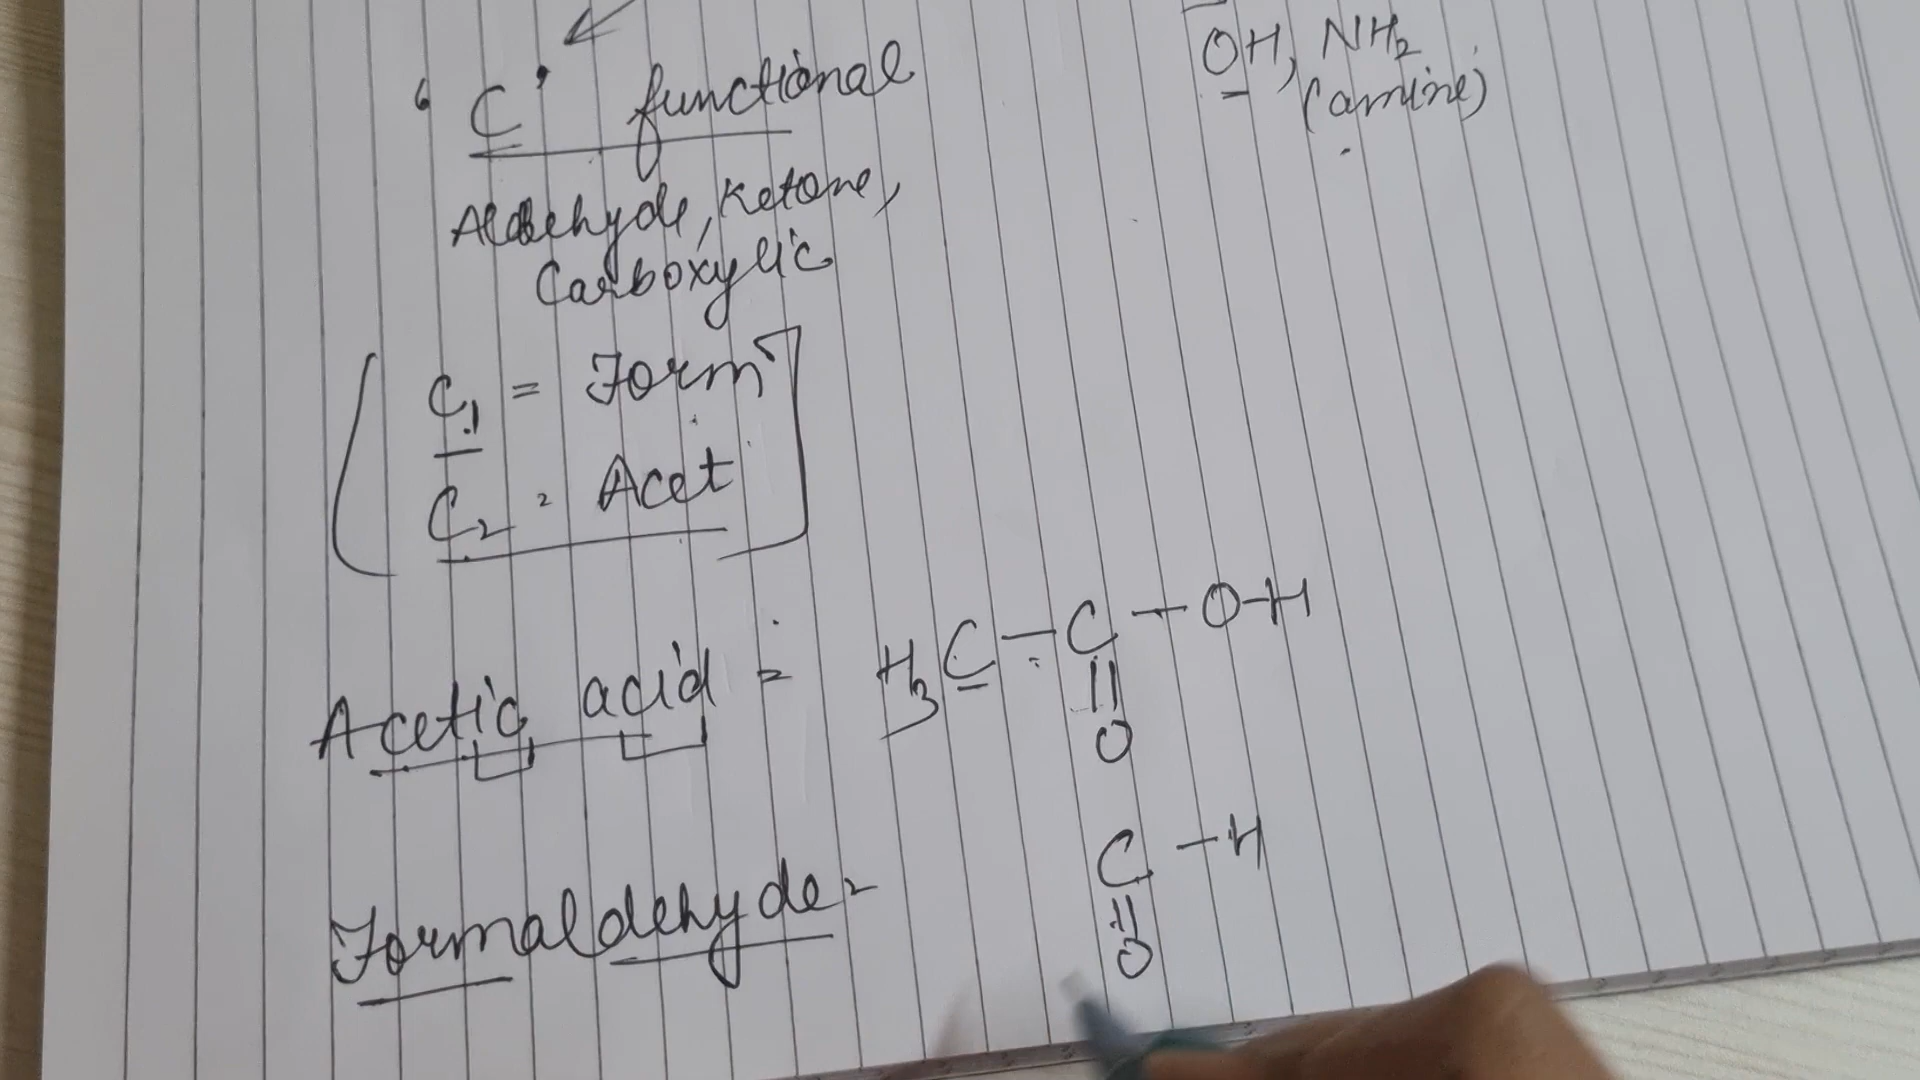 'C' functional
OH, NH2
(amine)
Aldehyde, Ketone,
Carboxylic
C1 = Form
C2 = Acet
Acetic acid = H3C - C - O-H
||
O
Formaldehyde = C - H
||
O